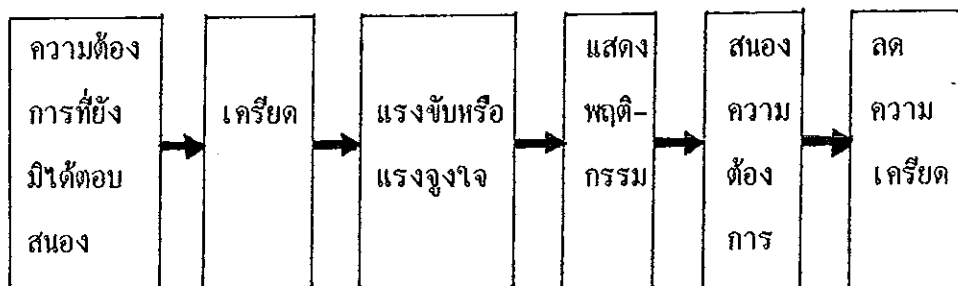 ความต้อง
การที่ยัง
มิได้ตอบ
สนอง
เครียด
แรงขับหรือ
แรงจูงใจ
แสดง
พฤติ-
กรรม
สนอง
ความ
ต้อง
การ
ลด
ความ
เครียด